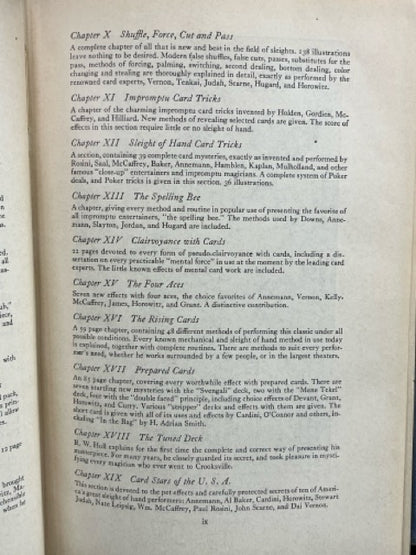 Chapter X Shuffle, Force, Cut and Pass
A complete chapter of all that is new and best in the field of sleights. 138 illustrations
leaving nothing to be desired. Modern false shuffles, false cuts, passes, substitutes for the
pass, methods of forcing, palming, switching, second dealing, bottom dealing, color
changing and stealing are thoroughly explained in detail, exactly as performed by the
renowned card experts, Vernon, Tenkai, Judah, Scarne, Hugard, and Horowitz.
Chapter XI Impromptu Card Tricks
A chapter of the charming impromptu card tricks invented by Holden, Gordien, Mc-
Caffrey, and Hilliard. New methods of revealing selected cards are given. The score of
effects in this section require little or no sleight of hand.
Chapter XII Sleight of Hand Card Tricks
A section, containing 39 complete card mysteries, exactly as invented and performed by
Rosini, Saul, McCaffrey, Baker, Annemann, Hamblen, Kaplan, Mulholland, and other
famous "close-up" entertainers and impromptu magicians. A complete system of Poker
deals, and Poker tricks is given in this section. 36 illustrations.
Chapter XIII The Spelling Bee
A chapter, giving every method and routine in popular use of presenting the favorite of
all impromptu entertainers, "the spelling bee." The methods used by Downs, Anne-
mann, Slayton, Jordan, and Hugard are included.
Chapter XIV Clairvoyance with Cards
22 pages devoted to every form of pseudo-clairvoyance with cards, including a dis-
sertation on every practicable "mental force" in use at the moment by the leading card
experts. The little known effects of mental card work are included.
Chapter XV The Four Aces
Seven new effects with four aces, the choice favorites of Annemann, Vernon, Kelly,
McCaffrey, James, Horowitz, and Grant. A distinctive contribution.
Chapter XVI The Rising Cards
A 59 page chapter, containing 48 different methods of performing this classic under all
possible conditions. Every known mechanical and sleight of hand method in use today
is explained, together with complete routines. There are methods to suit every perfor-
mer's need, whether he works surrounded by a few people, or in the largest theaters.
Chapter XVII Prepared Cards
An 85 page chapter, covering every worthwhile effect with prepared cards. There are
seven startling new mysteries with the "Svengali" deck, two with the "Mene Tekel"
deck, four with the "double faced" principle, including choice effects of Devant, Grant,
Horowitz, and Curry. Various "stripper" decks and effects with them are given. The
short card is given with all of its uses and effects by Cardini, O'Connor and others, in-
cluding "In the Bag" by H. Adrian Smith.
Chapter XVIII The Tuned Deck
R. W. Hull explains for the first time the complete and correct way of presenting his
masterpiece. For many years, he closely guarded its secret, and took pleasure in mysti-
fying every magician who ever went to Crooksville.
Chapter XIX Card Stars of the U. S. A.
This section is devoted to the pet effects and carefully protected secrets of ten of Ameri-
ca's great sleight of hand performers: Annemann, Al Baker, Cardini, Horowitz, Stewart
Judah, Nate Leipzig, Wm. McCaffrey, Paul Rosini, John Scarne, and Dai Vernon.
ix